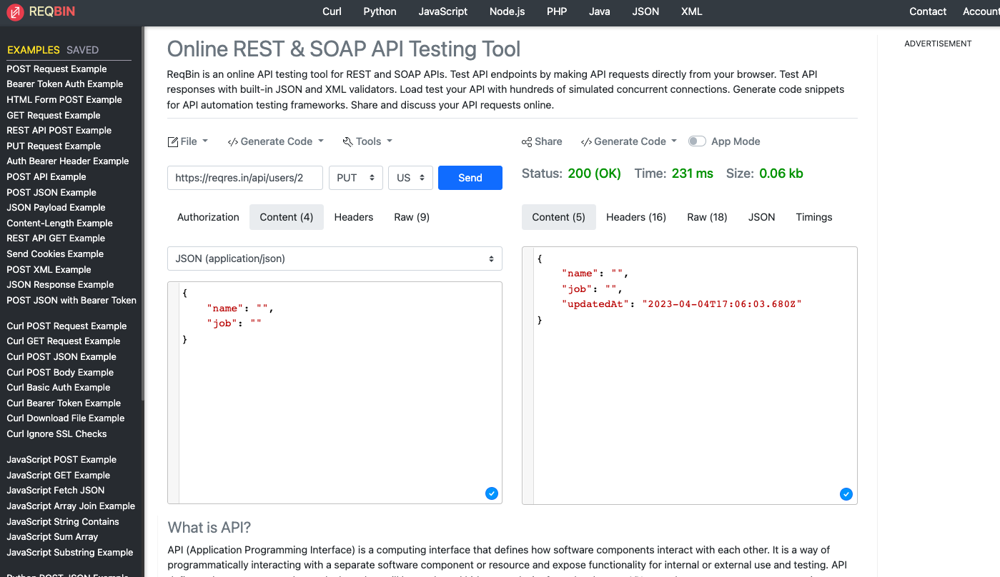 REQBIN
Curl Python JavaScript Node.js PHP Java JSON XML
Contact Account
EXAMPLES SAVED
POST Request Example
Bearer Token Auth Example
HTML Form POST Example
GET Request Example
REST API POST Example
PUT Request Example
Auth Bearer Header Example
POST API Example
POST JSON Example
JSON Payload Example
Content-Length Example
REST API GET Example
Send Cookies Example
POST XML Example
JSON Response Example
POST JSON with Bearer Token
Curl POST Request Example
Curl GET Request Example
Curl POST JSON Example
Curl POST Body Example
Curl Basic Auth Example
Curl Bearer Token Example
Curl Download File Example
Curl Ignore SSL Checks
JavaScript POST Example
JavaScript GET Example
JavaScript Fetch JSON
JavaScript Array Join Example
JavaScript String Contains
JavaScript Sum Array
JavaScript Substring Example
Python POST JSON Example
Online REST & SOAP API Testing Tool
ReqBin is an online API testing tool for REST and SOAP APIs. Test API endpoints by making API requests directly from your browser. Test API
responses with built-in JSON and XML validators. Load test your API with hundreds of simulated concurrent connections. Generate code snippets
for API automation testing frameworks. Share and discuss your API requests online.
File </> Generate Code Tools
https://reqres.in/api/users/2 PUT US Send
Authorization Content (4) Headers Raw (9)
JSON (application/json)
{
"name": "",
"job": ""
}
Share </> Generate Code App Mode
Status: 200 (OK) Time: 231 ms Size: 0.06 kb
Content (5) Headers (16) Raw (18) JSON Timings
{
"name": "",
"job": "",
"updatedAt": "2023-04-04T17:06:03.680Z"
}
What is API?
API (Application Programming Interface) is a computing interface that defines how software components interact with each other. It is a way of
programmatically interacting with a separate software component or resource and expose functionality for internal or external use and testing. API
ADVERTISEMENT